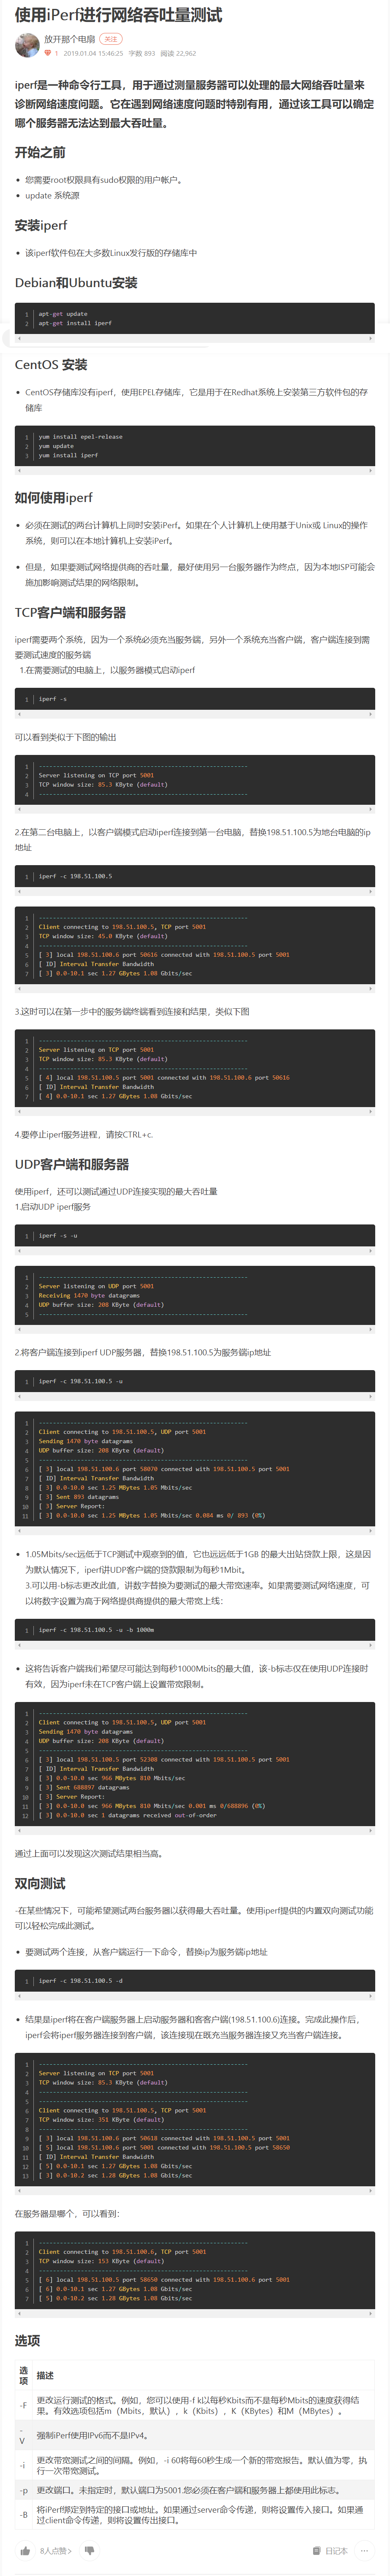 使用iPerf进行网络吞吐量测试
放开那个电扇 关注
1 2019.01.04 15:46:25 字数 893 阅读 22,962
iperf是一种命令行工具，用于通过测量服务器可以处理的最大网络吞吐量来
诊断网络速度问题。它在遇到网络速度问题时特别有用，通过该工具可以确定
哪个服务器无法达到最大吞吐量。
开始之前
• 您需要root权限具有sudo权限的用户帐户。
• update 系统源
安装iperf
• 该iperf软件包在大多数Linux发行版的存储库中
Debian和Ubuntu安装
1 apt-get update
2 apt-get install iperf
CentOS 安装
• CentOS存储库没有iperf，使用EPEL存储库，它是用于在Redhat系统上安装第三方软件包的存
储库
1 yum install epel-release
2 yum update
3 yum install iperf
如何使用iperf
• 必须在测试的两台计算机上同时安装iPerf。如果在个人计算机上使用基于Unix或 Linux的操作
系统，则可以在本地计算机上安装iPerf。
• 但是，如果要测试网络提供商的吞吐量，最好使用另一台服务器作为终点，因为本地ISP可能会
施加影响测试结果的网络限制。
TCP客户端和服务器
iperf需要两个系统，因为一个系统必须充当服务端，另外一个系统充当客户端，客户端连接到需
要测试速度的服务端
1.在需要测试的电脑上，以服务器模式启动iperf
1 iperf -s
可以看到类似于下图的输出
1 ------------------------------------------------------------
2 Server listening on TCP port 5001
3 TCP window size: 85.3 KByte (default)
4 ------------------------------------------------------------
2.在第二台电脑上，以客户端模式启动iperf连接到第一台电脑，替换198.51.100.5为地台电脑的ip
地址
1 iperf -c 198.51.100.5
1 ------------------------------------------------------------
2 Client connecting to 198.51.100.5, TCP port 5001
3 TCP window size: 45.0 KByte (default)
4 ------------------------------------------------------------
5 [ 3] local 198.51.100.6 port 50616 connected with 198.51.100.5 port 5001
6 [ ID] Interval Transfer Bandwidth
7 [ 3] 0.0-10.1 sec 1.27 GBytes 1.08 Gbits/sec
3.这时可以在第一步中的服务端终端看到连接和结果，类似下图
1 ------------------------------------------------------------
2 Server listening on TCP port 5001
3 TCP window size: 85.3 KByte (default)
4 ------------------------------------------------------------
5 [ 4] local 198.51.100.5 port 5001 connected with 198.51.100.6 port 50616
6 [ ID] Interval Transfer Bandwidth
7 [ 4] 0.0-10.1 sec 1.27 GBytes 1.08 Gbits/sec
4.要停止iperf服务进程，请按CTRL+c.
UDP客户端和服务器
使用iperf，还可以测试通过UDP连接实现的最大吞吐量
1.启动UDP iperf服务
1 iperf -s -u
1 ------------------------------------------------------------
2 Server listening on UDP port 5001
3 Receiving 1470 byte datagrams
4 UDP buffer size: 208 KByte (default)
5 ------------------------------------------------------------
2.将客户端连接到iperf UDP服务器，替换198.51.100.5为服务端ip地址
1 iperf -c 198.51.100.5 -u
1 ------------------------------------------------------------
2 Client connecting to 198.51.100.5, UDP port 5001
3 Sending 1470 byte datagrams
4 UDP buffer size: 208 KByte (default)
5 ------------------------------------------------------------
6 [ 3] local 198.51.100.6 port 58070 connected with 198.51.100.5 port 5001
7 [ ID] Interval Transfer Bandwidth
8 [ 3] 0.0-10.0 sec 1.25 MBytes 1.05 Mbits/sec
9 [ 3] Sent 893 datagrams
10 [ 3] Server Report:
11 [ 3] 0.0-10.0 sec 1.25 MBytes 1.05 Mbits/sec 0.084 ms 0/ 893 (0%)
• 1.05Mbits/sec远低于TCP测试中观察到的值，它也远远低于1GB 的最大出站贷款上限，这是因
为默认情况下，iperf讲UDP客户端的贷款限制为每秒1Mbit。
3.可以用-b标志更改此值，讲数字替换为要测试的最大带宽速率。如果需要测试网络速度，可
以将数字设置为高于网络提供商提供的最大带宽上线：
1 iperf -c 198.51.100.5 -u -b 1000m
• 这将告诉客户端我们希望尽可能达到每秒1000Mbits的最大值，该-b标志仅在使用UDP连接时
有效，因为iperf未在TCP客户端上设置带宽限制。
1 ------------------------------------------------------------
2 Client connecting to 198.51.100.5, UDP port 5001
3 Sending 1470 byte datagrams
4 UDP buffer size: 208 KByte (default)
5 ------------------------------------------------------------
6 [ 3] local 198.51.100.5 port 52308 connected with 198.51.100.5 port 5001
7 [ ID] Interval Transfer Bandwidth
8 [ 3] 0.0-10.0 sec 966 MBytes 810 Mbits/sec
9 [ 3] Sent 688897 datagrams
10 [ 3] Server Report:
11 [ 3] 0.0-10.0 sec 966 MBytes 810 Mbits/sec 0.001 ms 0/688896 (0%)
12 [ 3] 0.0-10.0 sec 1 datagrams received out-of-order
通过上面可以发现这次测试结果相当高。
双向测试
-在某些情况下，可能希望测试两台服务器以获得最大吞吐量。使用iperf提供的内置双向测试功能
可以轻松完成此测试。
• 要测试两个连接，从客户端运行一下命令，替换ip为服务端ip地址
1 iperf -c 198.51.100.5 -d
• 结果是iperf将在客户端服务器上启动服务器和客客户端(198.51.100.6)连接。完成此操作后，
iperf会将iperf服务器连接到客户端，该连接现在既充当服务器连接又充当客户端连接。
1 ------------------------------------------------------------
2 Server listening on TCP port 5001
3 TCP window size: 85.3 KByte (default)
4 ------------------------------------------------------------
5 ------------------------------------------------------------
6 Client connecting to 198.51.100.5, TCP port 5001
7 TCP window size: 351 KByte (default)
8 ------------------------------------------------------------
9 [ 3] local 198.51.100.6 port 50618 connected with 198.51.100.5 port 5001
10 [ 5] local 198.51.100.6 port 5001 connected with 198.51.100.5 port 58650
11 [ ID] Interval Transfer Bandwidth
12 [ 5] 0.0-10.1 sec 1.27 GBytes 1.08 Gbits/sec
13 [ 3] 0.0-10.2 sec 1.28 GBytes 1.08 Gbits/sec
在服务器是哪个，可以看到：
1 ------------------------------------------------------------
2 Client connecting to 198.51.100.6, TCP port 5001
3 TCP window size: 153 KByte (default)
4 ------------------------------------------------------------
5 [ 6] local 198.51.100.5 port 58650 connected with 198.51.100.6 port 5001
6 [ 6] 0.0-10.1 sec 1.27 GBytes 1.08 Gbits/sec
7 [ 5] 0.0-10.2 sec 1.28 GBytes 1.08 Gbits/sec
选项
选项 描述
-F 更改运行测试的格式。例如，您可以使用-f k以每秒Kbits而不是每秒Mbits的速度获得结
果。有效选项包括m（Mbits，默认），k（Kbits），K（KBytes）和M（MBytes）。
-V 强制iPerf使用IPv6而不是IPv4。
-i 更改带宽测试之间的间隔。例如，-i 60将每60秒生成一个新的带宽报告。默认值为零，执
行一次带宽测试。
-p 更改端口。未指定时，默认端口为5001.您必须在客户端和服务器上都使用此标志。
-B 将iPerf绑定到特定的接口或地址。如果通过server命令传递，则将设置传入接口。如果通
过client命令传递，则将设置传出接口。
8人点赞 > 日记本 ...